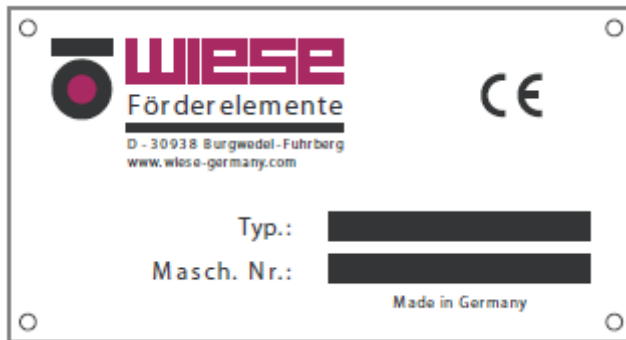 WIESE
CE
Förderelemente
D - 30938 Burgwedel-Fuhrberg
www.wiese-germany.com
Typ.:
Masch. Nr.:
Made in Germany